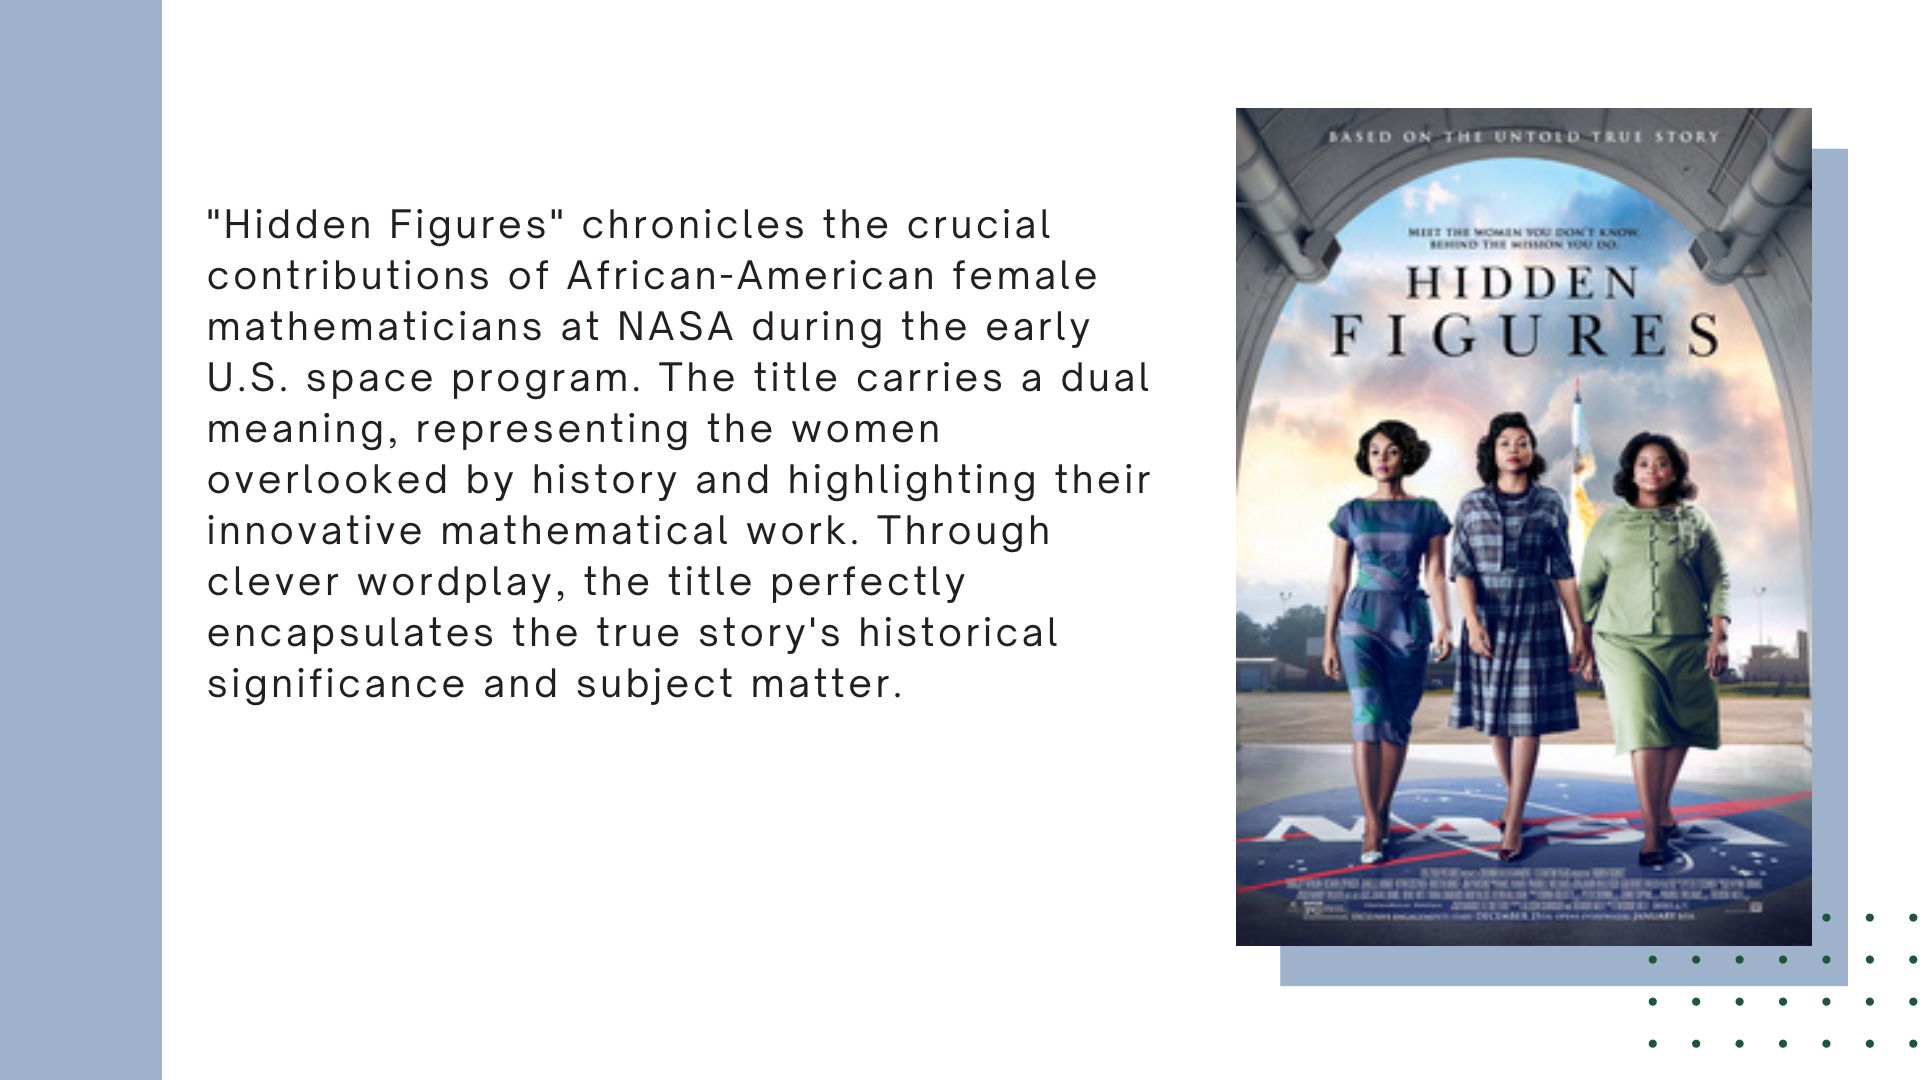 "Hidden Figures" chronicles the crucial
contributions of African-American female
mathematicians at NASA during the early
U.S. space program. The title carries a dual
meaning, representing the women
overlooked by history and highlighting their
innovative mathematical work. Through
clever wordplay, the title perfectly
encapsulates the true story's historical
significance and subject matter.
BASED ON THE UNTOLD TRUE STORY
MEET THE WOMEN YOU DON'T KNOW,
BEHIND THE MISSION YOU DO.
HIDDEN
FIGURES
NASA